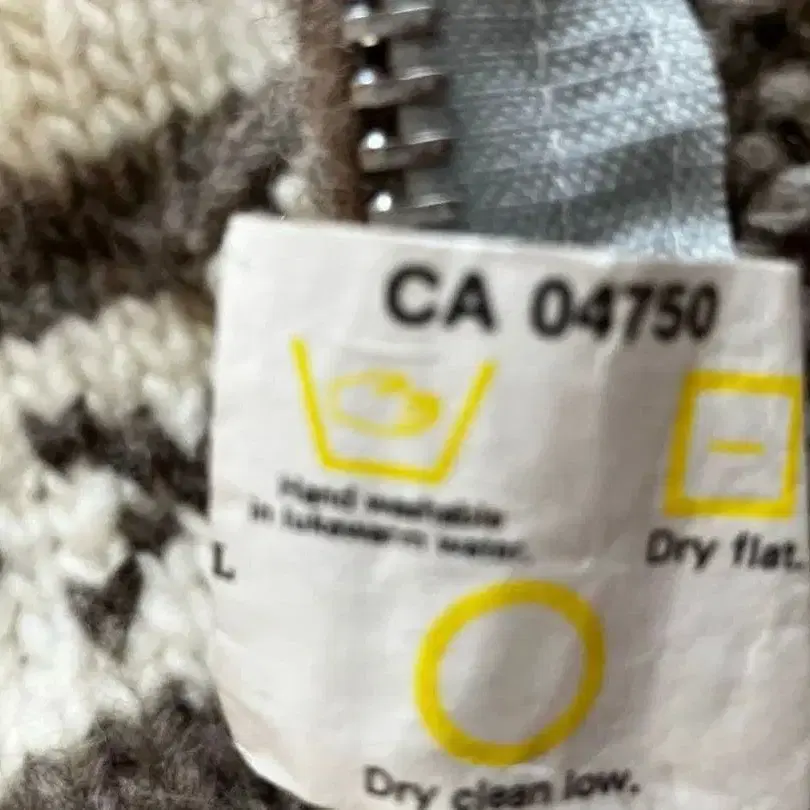 CA 04750
Hand washable
in lukewarm water.
Dry flat.
L
Dry clean low.